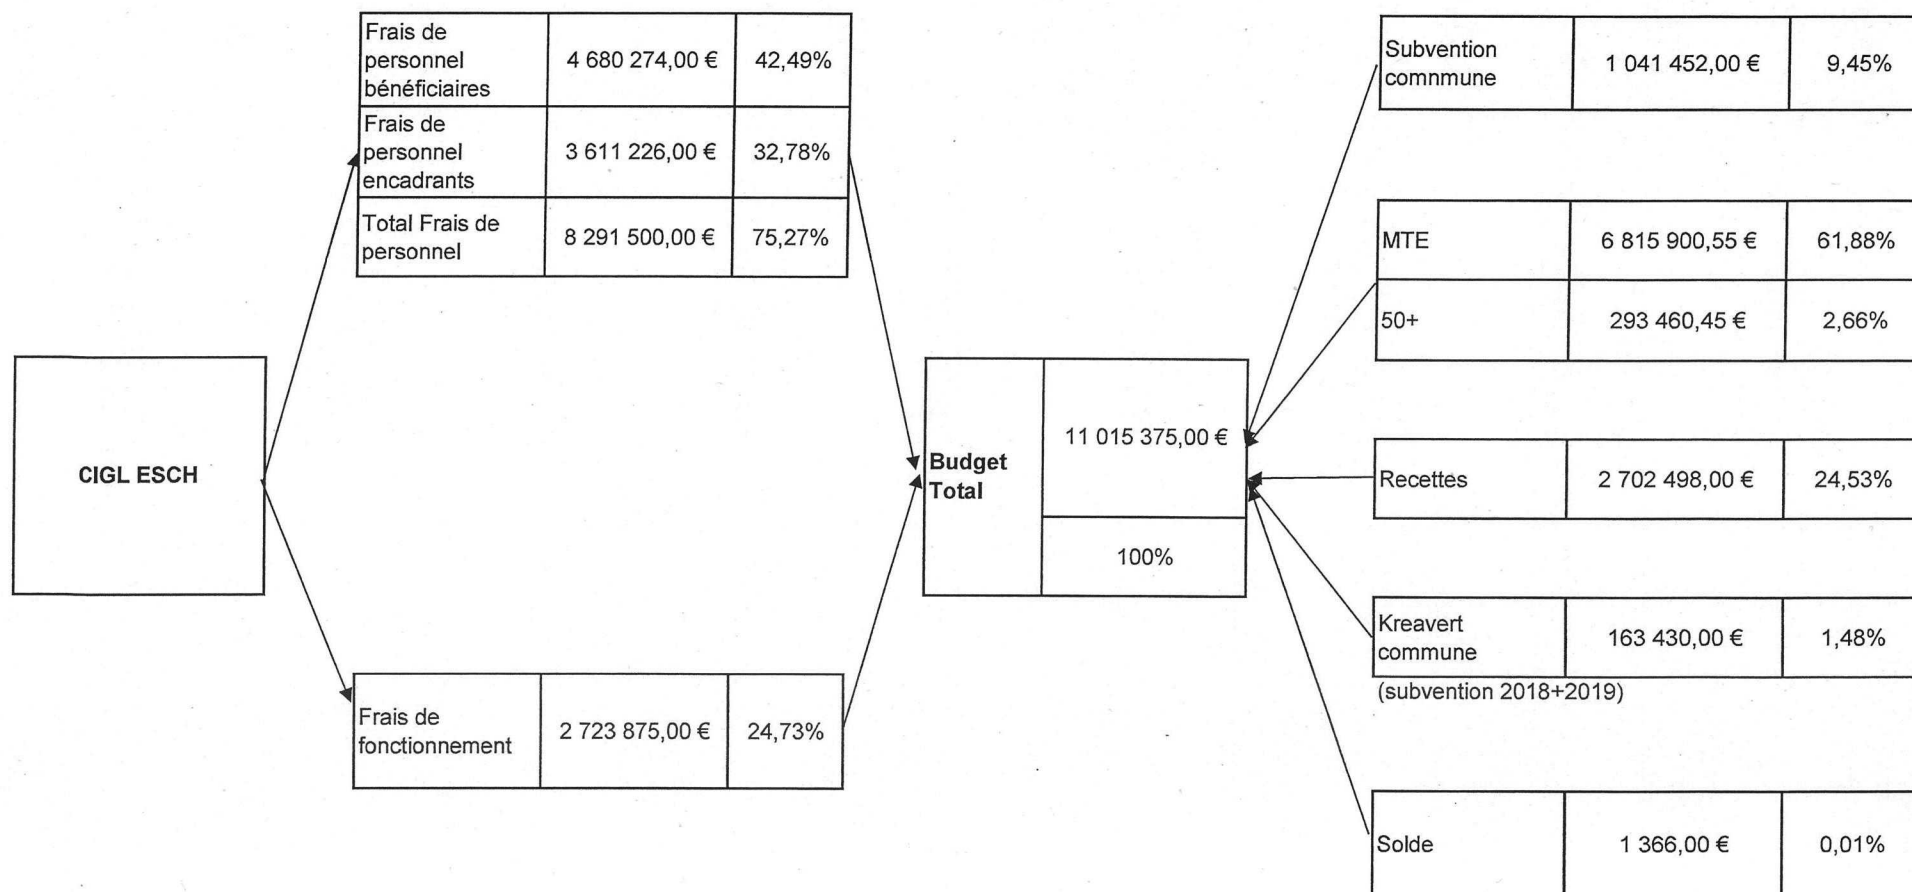 Frais de
personnel
bénéficiaires
4 680 274,00 €
42,49%
Frais de
personnel
encadrants
3 611 226,00 €
32,78%
Total Frais de
personnel
8 291 500,00 €
75,27%
CIGL ESCH
Frais de
fonctionnement
2 723 875,00 €
24,73%
Budget
Total
11 015 375,00 €
100%
Subvention
comnmune
1 041 452,00 €
9,45%
MTE
6 815 900,55 €
61,88%
50+
293 460,45 €
2,66%
Recettes
2 702 498,00 €
24,53%
Kreavert
commune
163 430,00 €
1,48%
(subvention 2018+2019)
Solde
1 366,00 €
0,01%